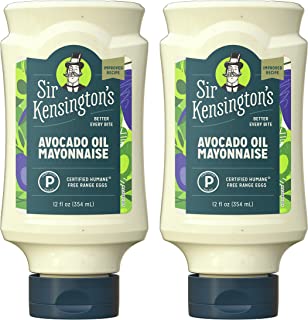 IMPROVED
RECIPE
Sir
Kensington's
BETTER
EVERY BITE
AVOCADO OIL
MAYONNAISE
P
CERTIFIED HUMANE™
FREE RANGE EGGS
12 fl oz (354 mL)
IMPROVED
RECIPE
Sir
Kensington's
BETTER
EVERY BITE
AVOCADO OIL
MAYONNAISE
P
CERTIFIED HUMANE™
FREE RANGE EGGS
12 fl oz (354 mL)